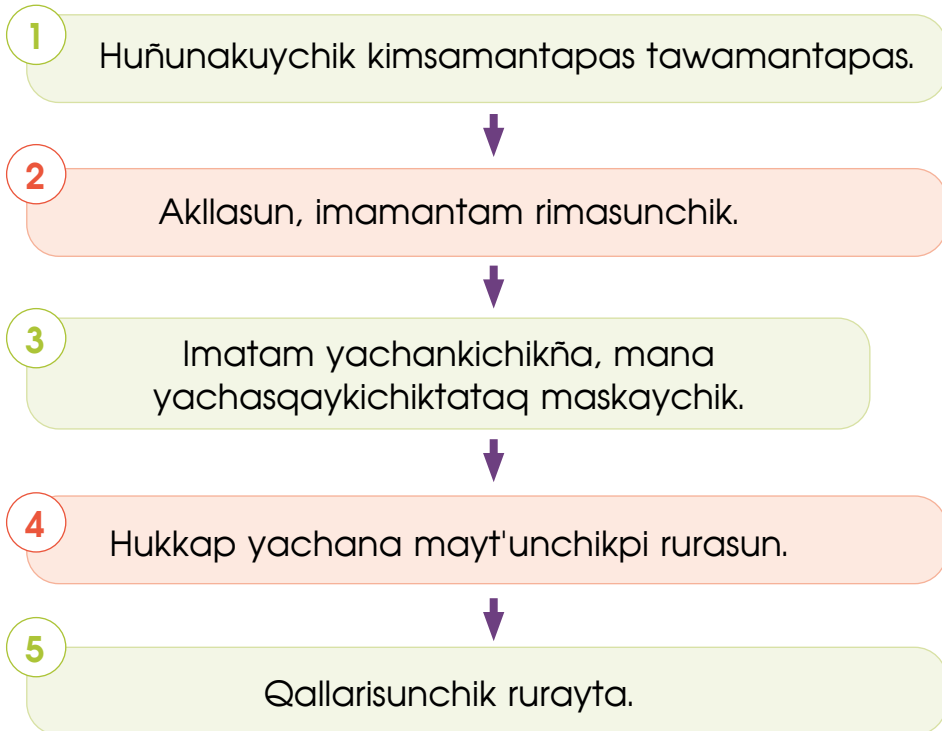 1
Huñunakuychik kimsamantapas tawamantapas.
2
Akllasun, imamantam rimasunchik.
3
Imatam yachankichikña, mana
yachasqaykichiktataq maskaychik.
4
Hukkap yachana mayt'unchikpi rurasun.
5
Qallarisunchik rurayta.